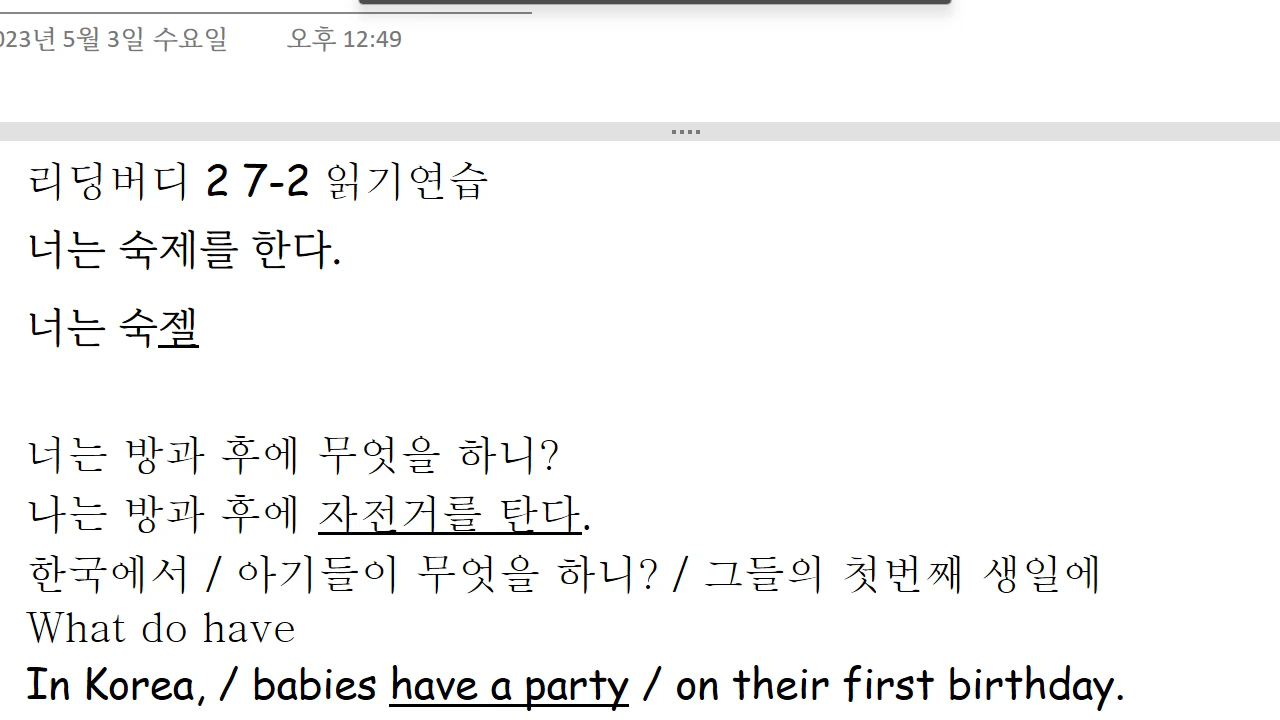 023년 5월 3일 수요일 오후 12:49
리딩버디 2 7-2 읽기연습
너는 숙제를 한다.
너는 숙젤
너는 방과 후에 무엇을 하니?
나는 방과 후에 자전거를 탄다.
한국에서 / 아기들이 무엇을 하니? / 그들의 첫번째 생일에
What do have
In Korea, / babies have a party / on their first birthday.